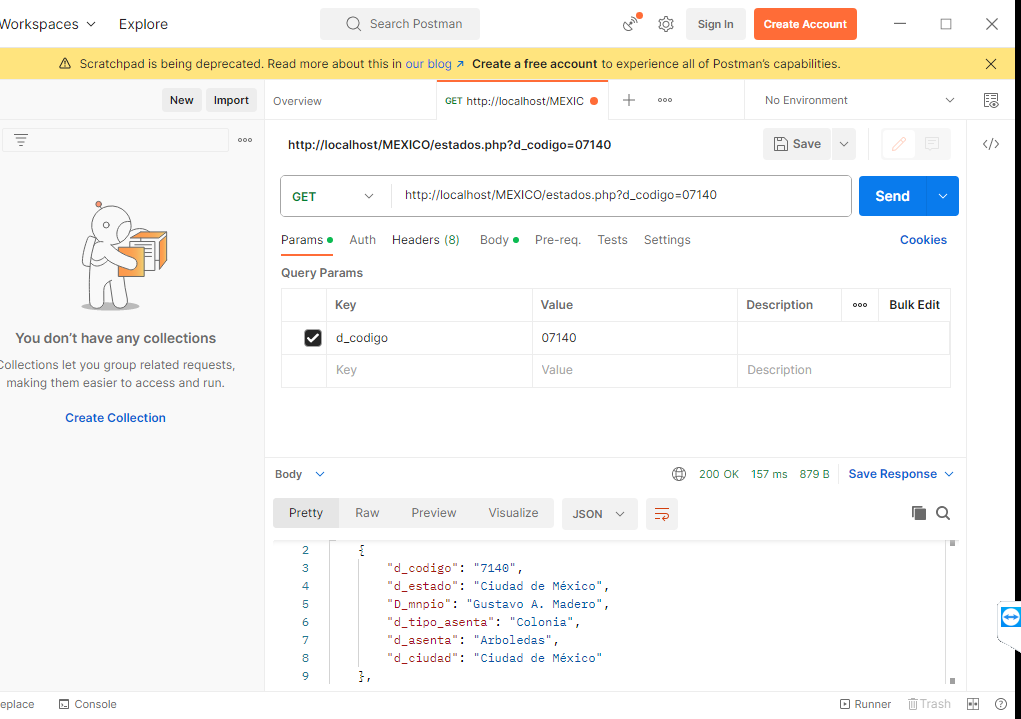 Workspaces Explore Search Postman Sign In Create Account
Scratchpad is being deprecated. Read more about this in our blog ↗ Create a free account to experience all of Postman's capabilities.
New Import Overview GET http://localhost/MEXIC No Environment
http://localhost/MEXICO/estados.php?d_codigo=07140 Save </>
GET http://localhost/MEXICO/estados.php?d_codigo=07140 Send
Params Auth Headers (8) Body Pre-req. Tests Settings Cookies
Query Params
Key Value Description Bulk Edit
d_codigo 07140
Key Value Description
You don't have any collections
Collections let you group related requests,
making them easier to access and run.
Create Collection
Body 200 OK 157 ms 879 B Save Response
Pretty Raw Preview Visualize JSON
2 {
3 "d_codigo": "7140",
4 "d_estado": "Ciudad de México",
5 "D_mnpio": "Gustavo A. Madero",
6 "d_tipo_asenta": "Colonia",
7 "d_asenta": "Arboledas",
8 "d_ciudad": "Ciudad de México"
9 },
eplace Console Runner Trash